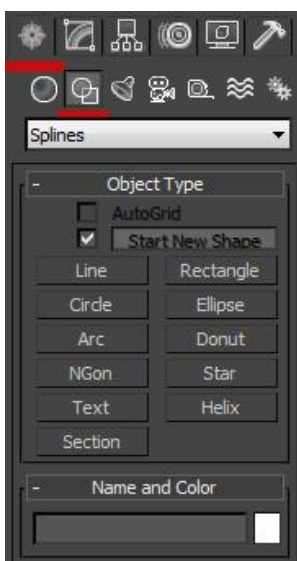 Splines
- Object Type
AutoGrid
Start New Shape
Line Rectangle
Circle Ellipse
Arc Donut
NGon Star
Text Helix
Section
- Name and Color